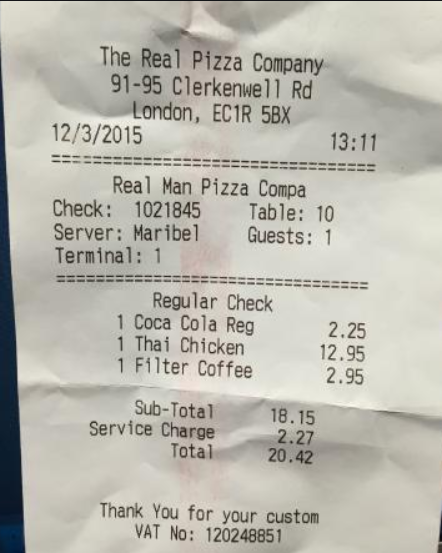 The Real Pizza Company
91-95 Clerkenwell Rd
London, EC1R 5BX
12/3/2015 13:11
================================
Real Man Pizza Compa
Check: 1021845 Table: 10
Server: Maribel Guests: 1
Terminal: 1
================================
Regular Check
1 Coca Cola Reg 2.25
1 Thai Chicken 12.95
1 Filter Coffee 2.95
Sub-Total 18.15
Service Charge 2.27
Total 20.42
Thank You for your custom
VAT No: 120248851